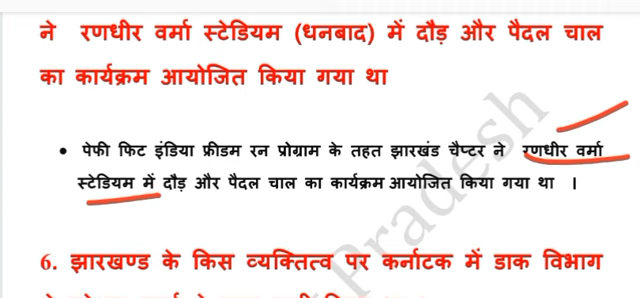 ने रणधीर वर्मा स्टेडियम (धनबाद) में दौड़ और पैदल चाल
का कार्यक्रम आयोजित किया गया था
• पेफी फिट इंडिया फ्रीडम रन प्रोग्राम के तहत झारखंड चैप्टर ने रणधीर वर्मा
स्टेडियम में दौड़ और पैदल चाल का कार्यक्रम आयोजित किया गया था ।
Pradesh
6. झारखण्ड के किस व्यक्तित्व पर कर्नाटक में डाक विभाग